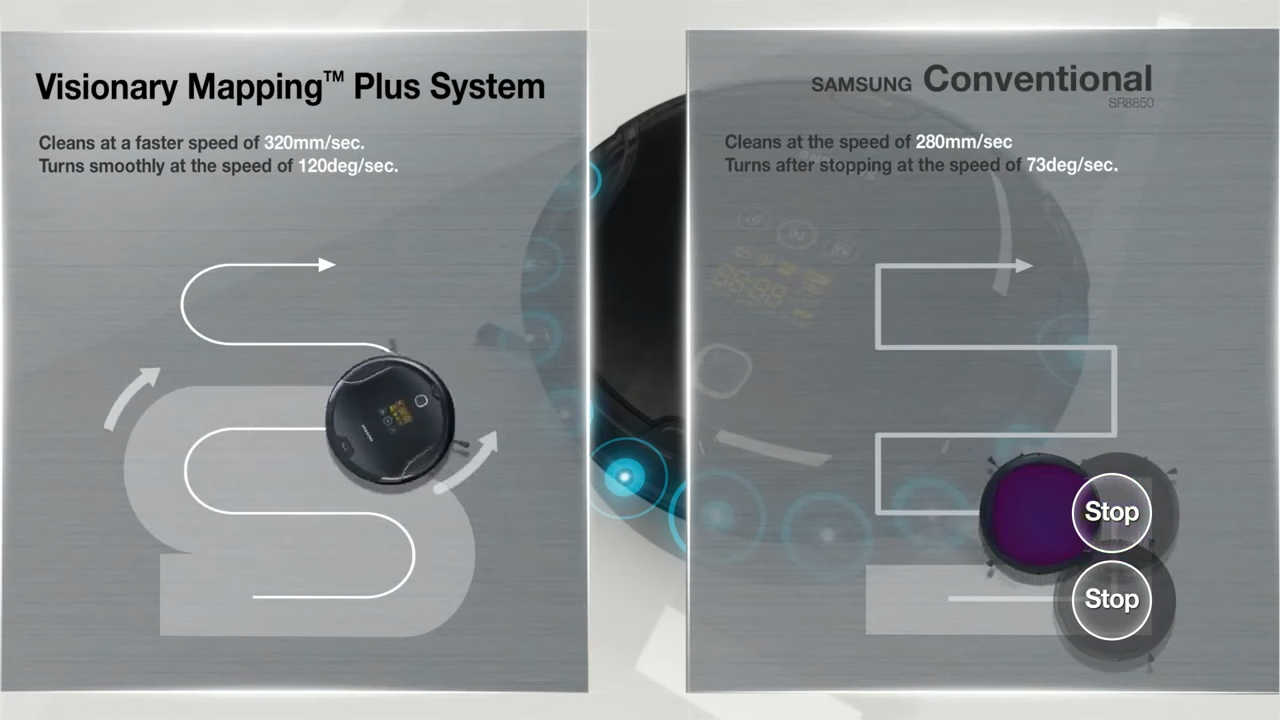 Visionary Mapping™ Plus System
Cleans at a faster speed of 320mm/sec.
Turns smoothly at the speed of 120deg/sec.
SAMSUNG Conventional
SR8850
Cleans at the speed of 280mm/sec
Turns after stopping at the speed of 73deg/sec.
Stop
Stop